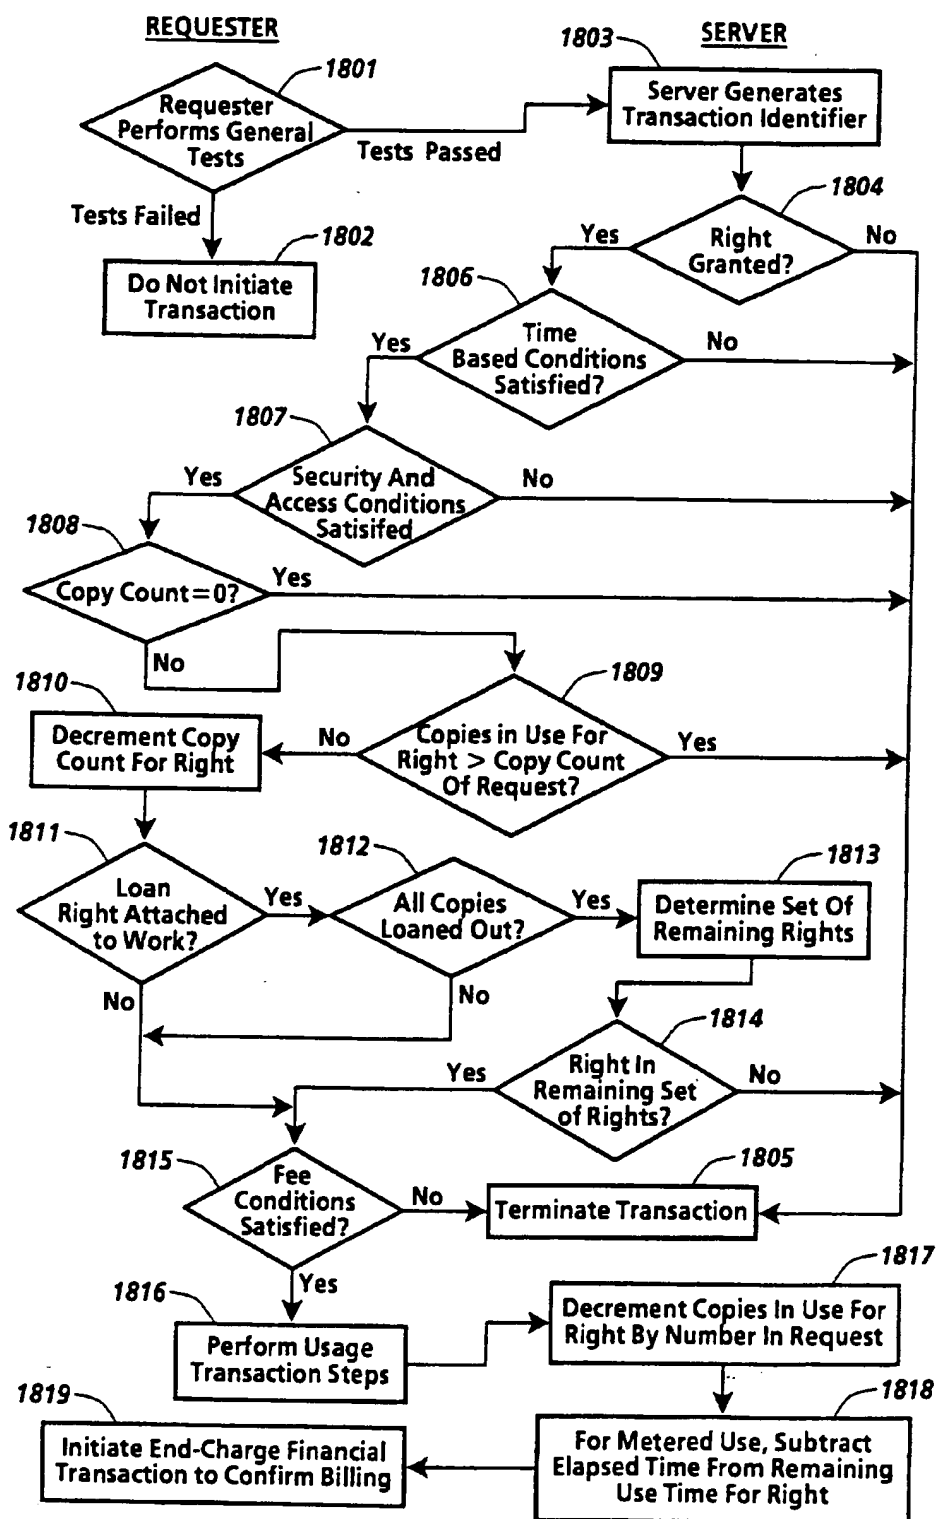 REQUESTER
SERVER
1801
1803
Requester
Performs General
Tests
Tests Passed
Server Generates
Transaction Identifier
Tests Failed
1802
Do Not Initiate
Transaction
1804
Yes
Right
Granted?
No
1806
Yes
Time
Based Conditions
Satisfied?
No
1807
Yes
Security And
Access Conditions
Satisifed
No
1808
Copy Count=0?
Yes
No
1809
1810
Decrement Copy
Count For Right
No
Copies in Use For
Right > Copy Count
Of Request?
Yes
1811
Loan
Right Attached
to Work?
Yes
1812
All Copies
Loaned Out?
Yes
1813
Determine Set Of
Remaining Rights
No
No
1814
Yes
Right In
Remaining Set
of Rights?
No
1815
Fee
Conditions
Satisfied?
No
1805
Terminate Transaction
Yes
1816
Perform Usage
Transaction Steps
1817
Decrement Copies In Use For
Right By Number In Request
1818
For Metered Use, Subtract
Elapsed Time From Remaining
Use Time For Right
1819
Initiate End-Charge Financial
Transaction to Confirm Billing